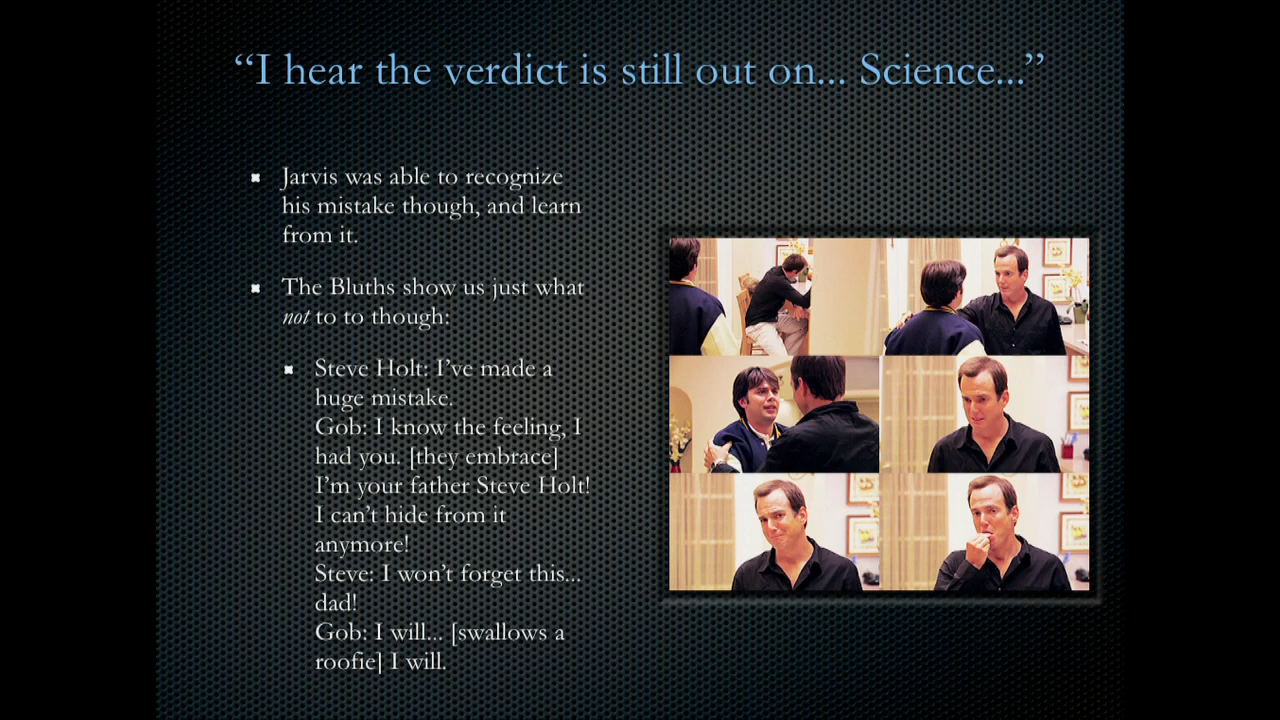 “I hear the verdict is still out on... Science...”
Jarvis was able to recognize
his mistake though, and learn
from it.
The Bluths show us just what
not to to though:
Steve Holt: I’ve made a
huge mistake.
Gob: I know the feeling, I
had you. [they embrace]
I’m your father Steve Holt!
I can’t hide from it
anymore!
Steve: I won’t forget this...
dad!
Gob: I will... [swallows a
roofie] I will.